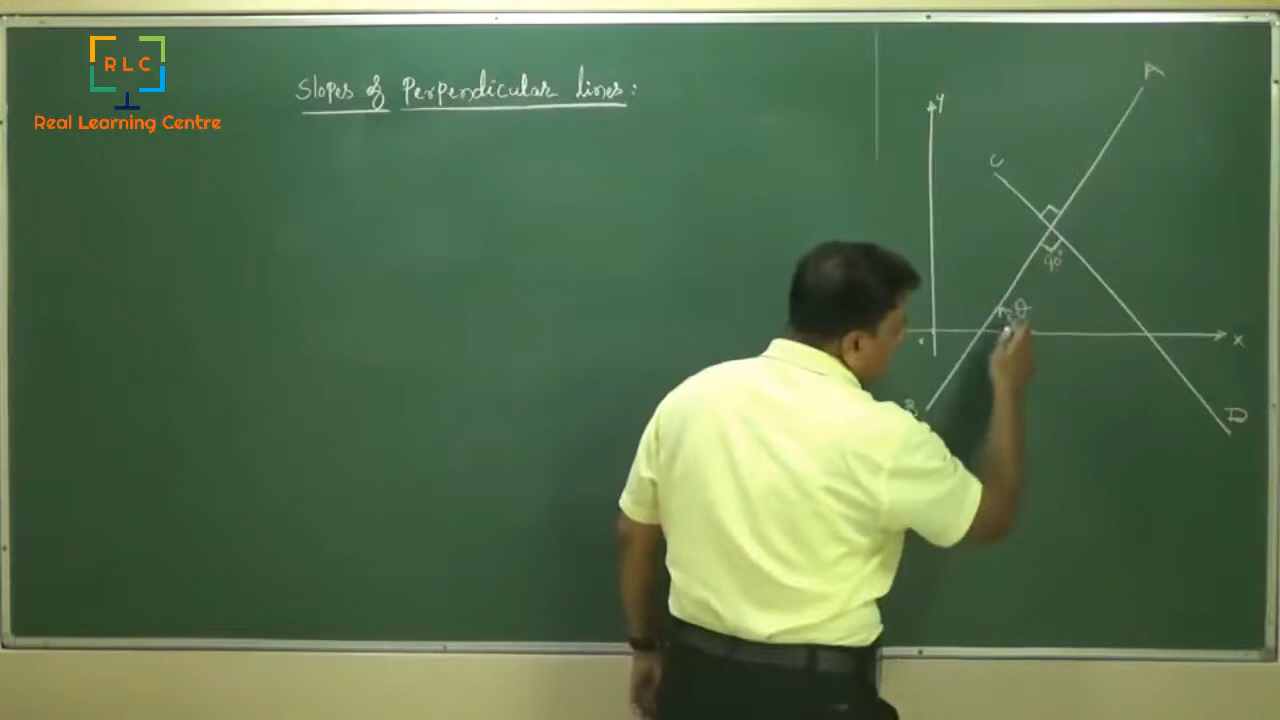 RLC
Real Learning Centre
Slopes of Perpendicular lines:
A
y
C
90°
θ
x
B
D